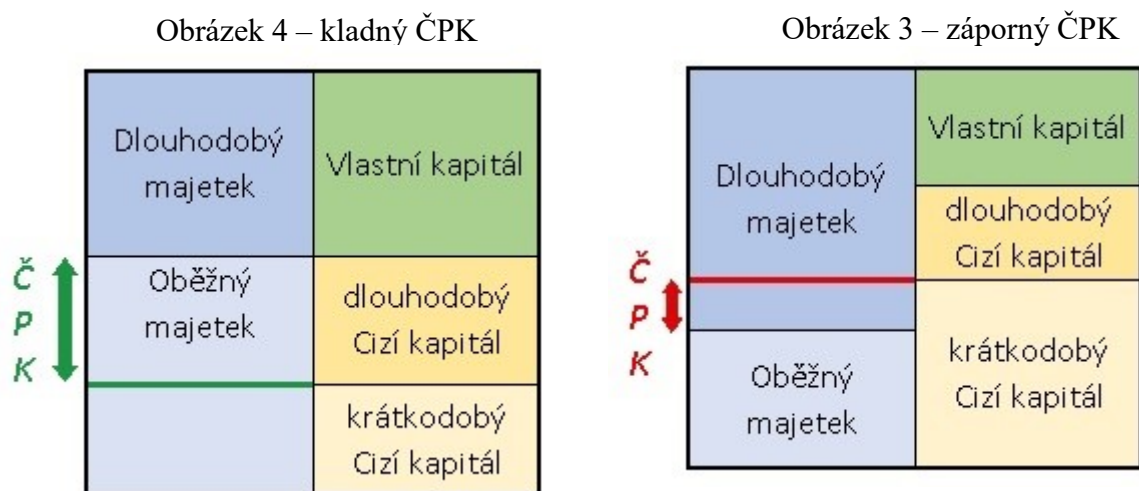 Obrázek 4 – kladný ČPK
Dlouhodobý
majetek
Vlastní kapitál
Č
P
K
Oběžný
majetek
dlouhodobý
Cizí kapitál
krátkodobý
Cizí kapitál
Obrázek 3 – záporný ČPK
Dlouhodobý
majetek
Vlastní kapitál
dlouhodobý
Cizí kapitál
Č
P
K
Oběžný
majetek
krátkodobý
Cizí kapitál